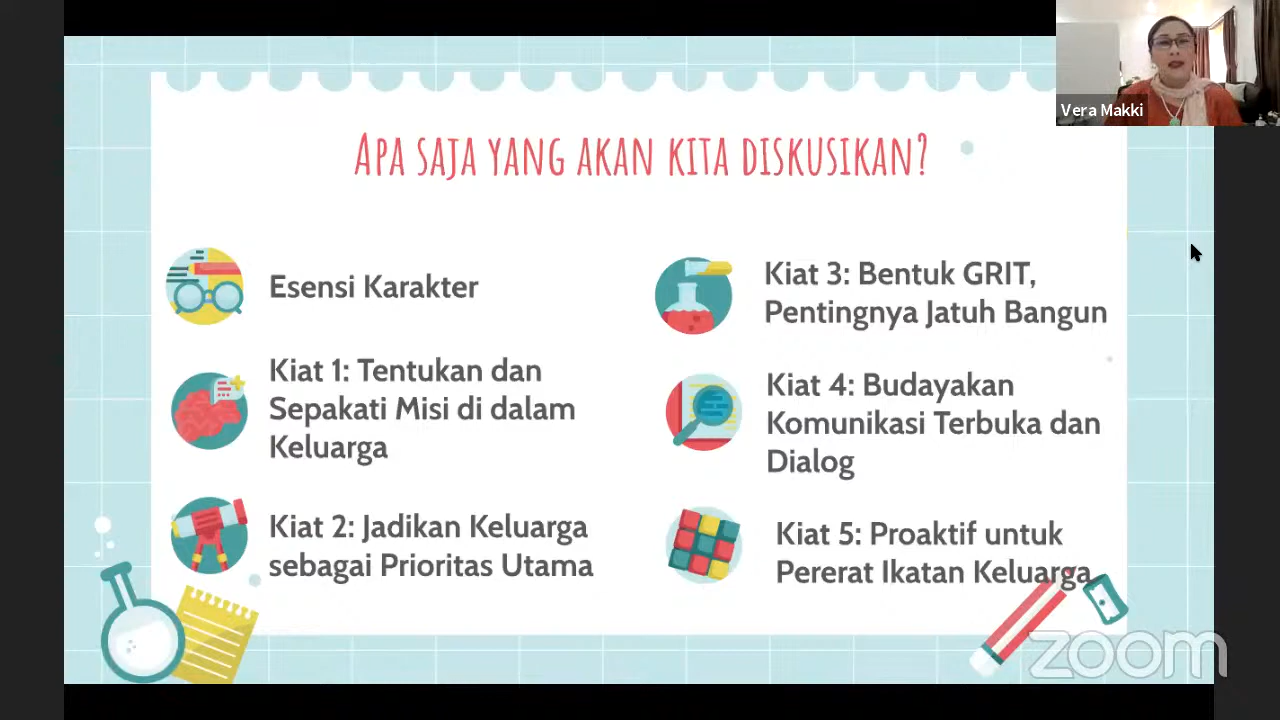 Vera Makki
APA SAJA YANG AKAN KITA DISKUSIKAN?
Esensi Karakter
Kiat 1: Tentukan dan
Sepakati Misi di dalam
Keluarga
Kiat 2: Jadikan Keluarga
sebagai Prioritas Utama
Kiat 3: Bentuk GRIT,
Pentingnya Jatuh Bangun
Kiat 4: Budayakan
Komunikasi Terbuka dan
Dialog
Kiat 5: Proaktif untuk
Pererat Ikatan Keluarga
zoom